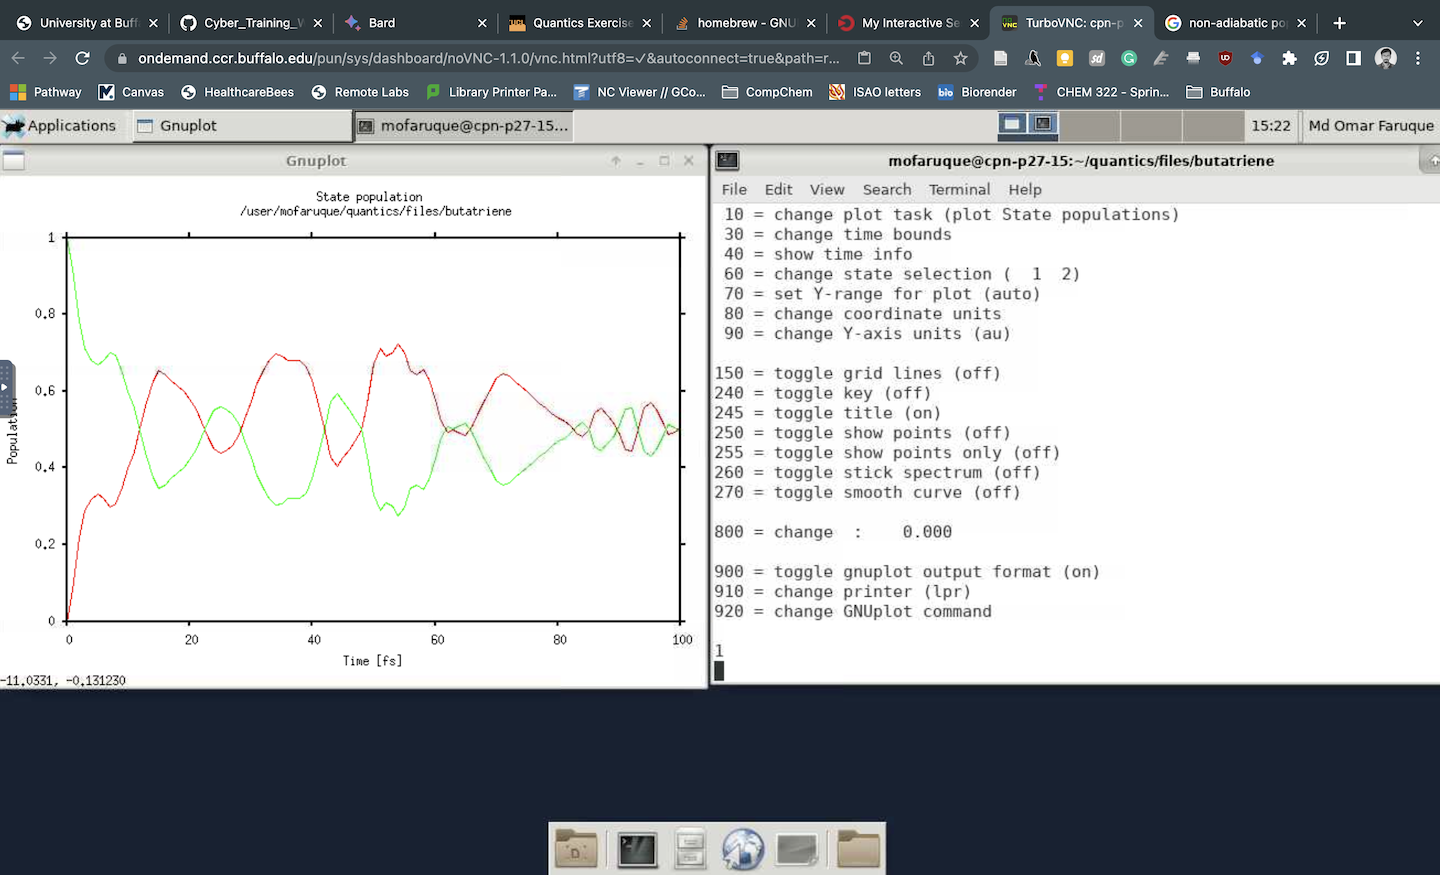 University at Buff
Cyber_Training_V
Bard
Quantics Exercise
homebrew - GNU
My Interactive Se
TurboVNC: cpn-p
non-adiabatic po
ondemand.ccr.buffalo.edu/pun/sys/dashboard/noVNC-1.1.0/vnc.html?utf8=✓&autoconnect=true&path=r...
Pathway
Canvas
HealthcareBees
Remote Labs
Library Printer Pa...
NC Viewer // GCo...
CompChem
ISAO letters
bio
Biorender
CHEM 322 - Sprin...
Buffalo
Applications
Gnuplot
mofaruque@cpn-p27-15...
15:22
Md Omar Faruque
Gnuplot
State population
/user/mofaruque/quantics/files/butatriene
1
0.8
0.6
0.4
0.2
0
Population
0 20 40 60 80 100
Time [fs]
-11.0331, -0.131230
mofaruque@cpn-p27-15:~/quantics/files/butatriene
File Edit View Search Terminal Help
10 = change plot task (plot State populations)
30 = change time bounds
40 = show time info
60 = change state selection (  1  2)
70 = set Y-range for plot (auto)
80 = change coordinate units
90 = change Y-axis units (au)
150 = toggle grid lines (off)
240 = toggle key (off)
245 = toggle title (on)
250 = toggle show points (off)
255 = toggle show points only (off)
260 = toggle stick spectrum (off)
270 = toggle smooth curve (off)
800 = change  :    0.000
900 = toggle gnuplot output format (on)
910 = change printer (lpr)
920 = change GNUplot command
1